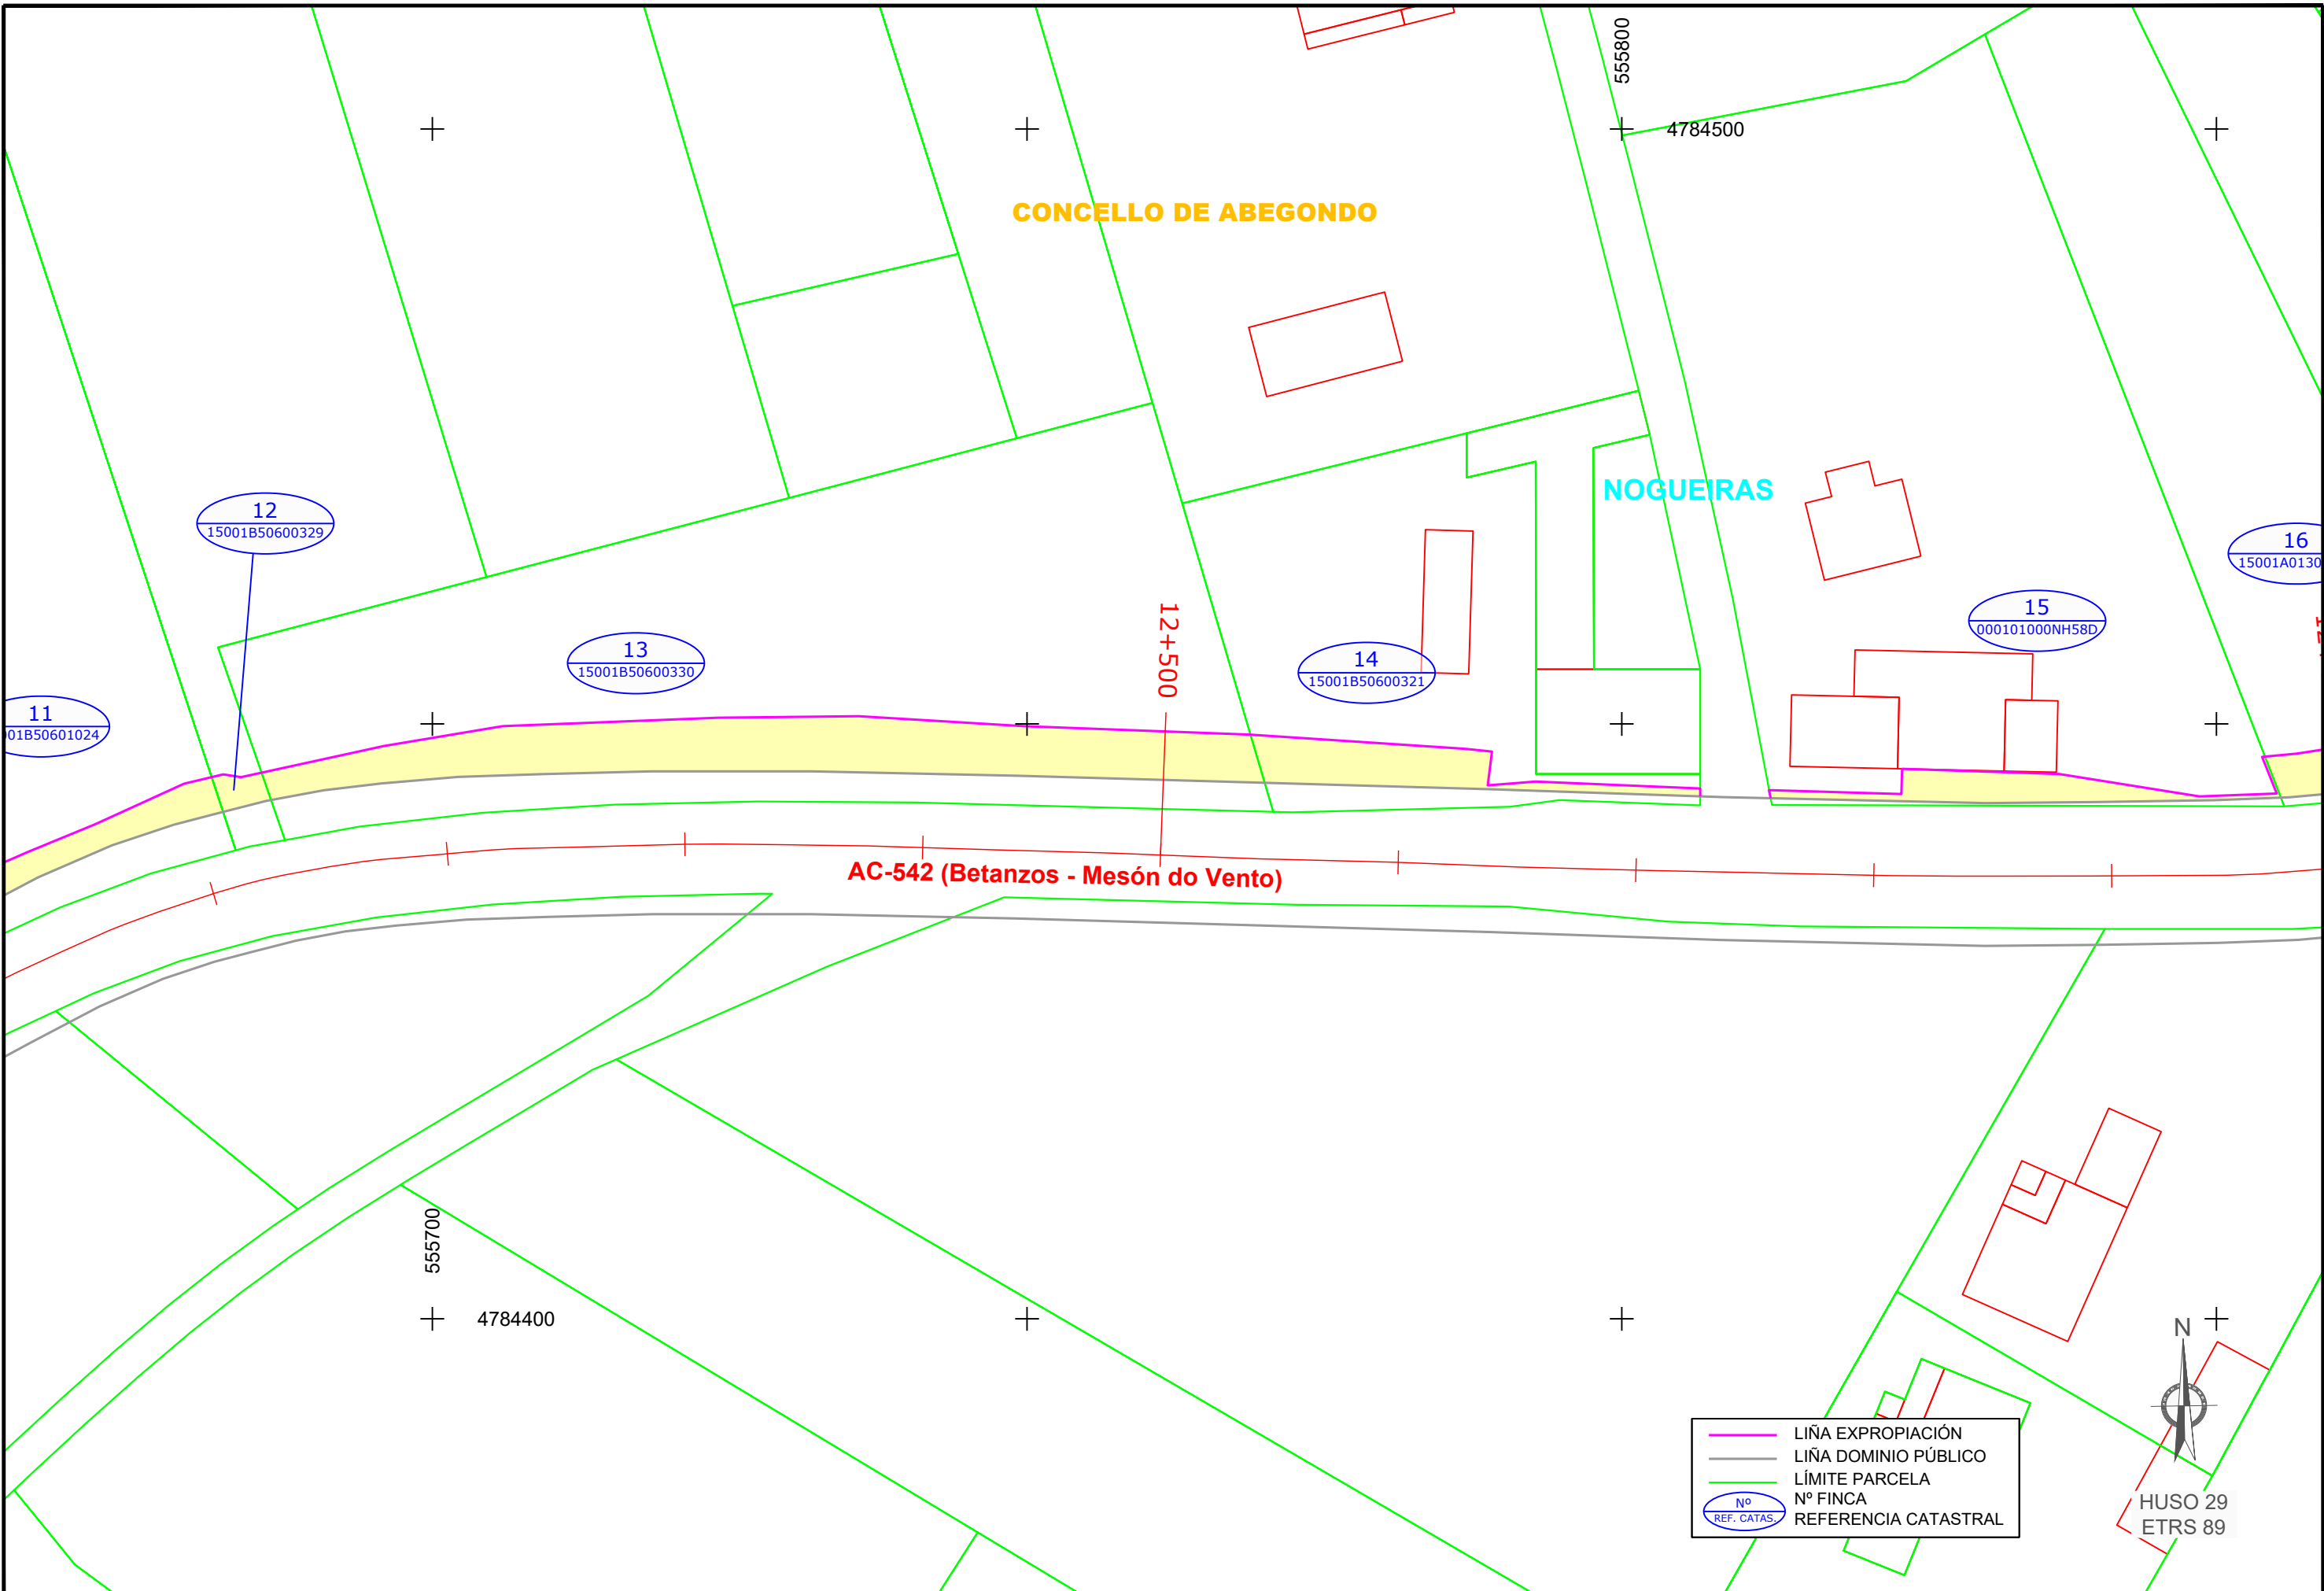 555800
4784500
CONCELLO DE ABEGONDO
NOGUEIRAS
12
15001B50600329
16
15001A0130
15
000101000NH58D
12+500
13
15001B50600330
14
15001B50600321
11
01B50601024
AC-542 (Betanzos - Mesón do Vento)
555700
4784400
N
LIÑA EXPROPIACIÓN
LIÑA DOMINIO PÚBLICO
LÍMITE PARCELA
Nº
REF. CATAS.
Nº FINCA
REFERENCIA CATASTRAL
HUSO 29
ETRS 89